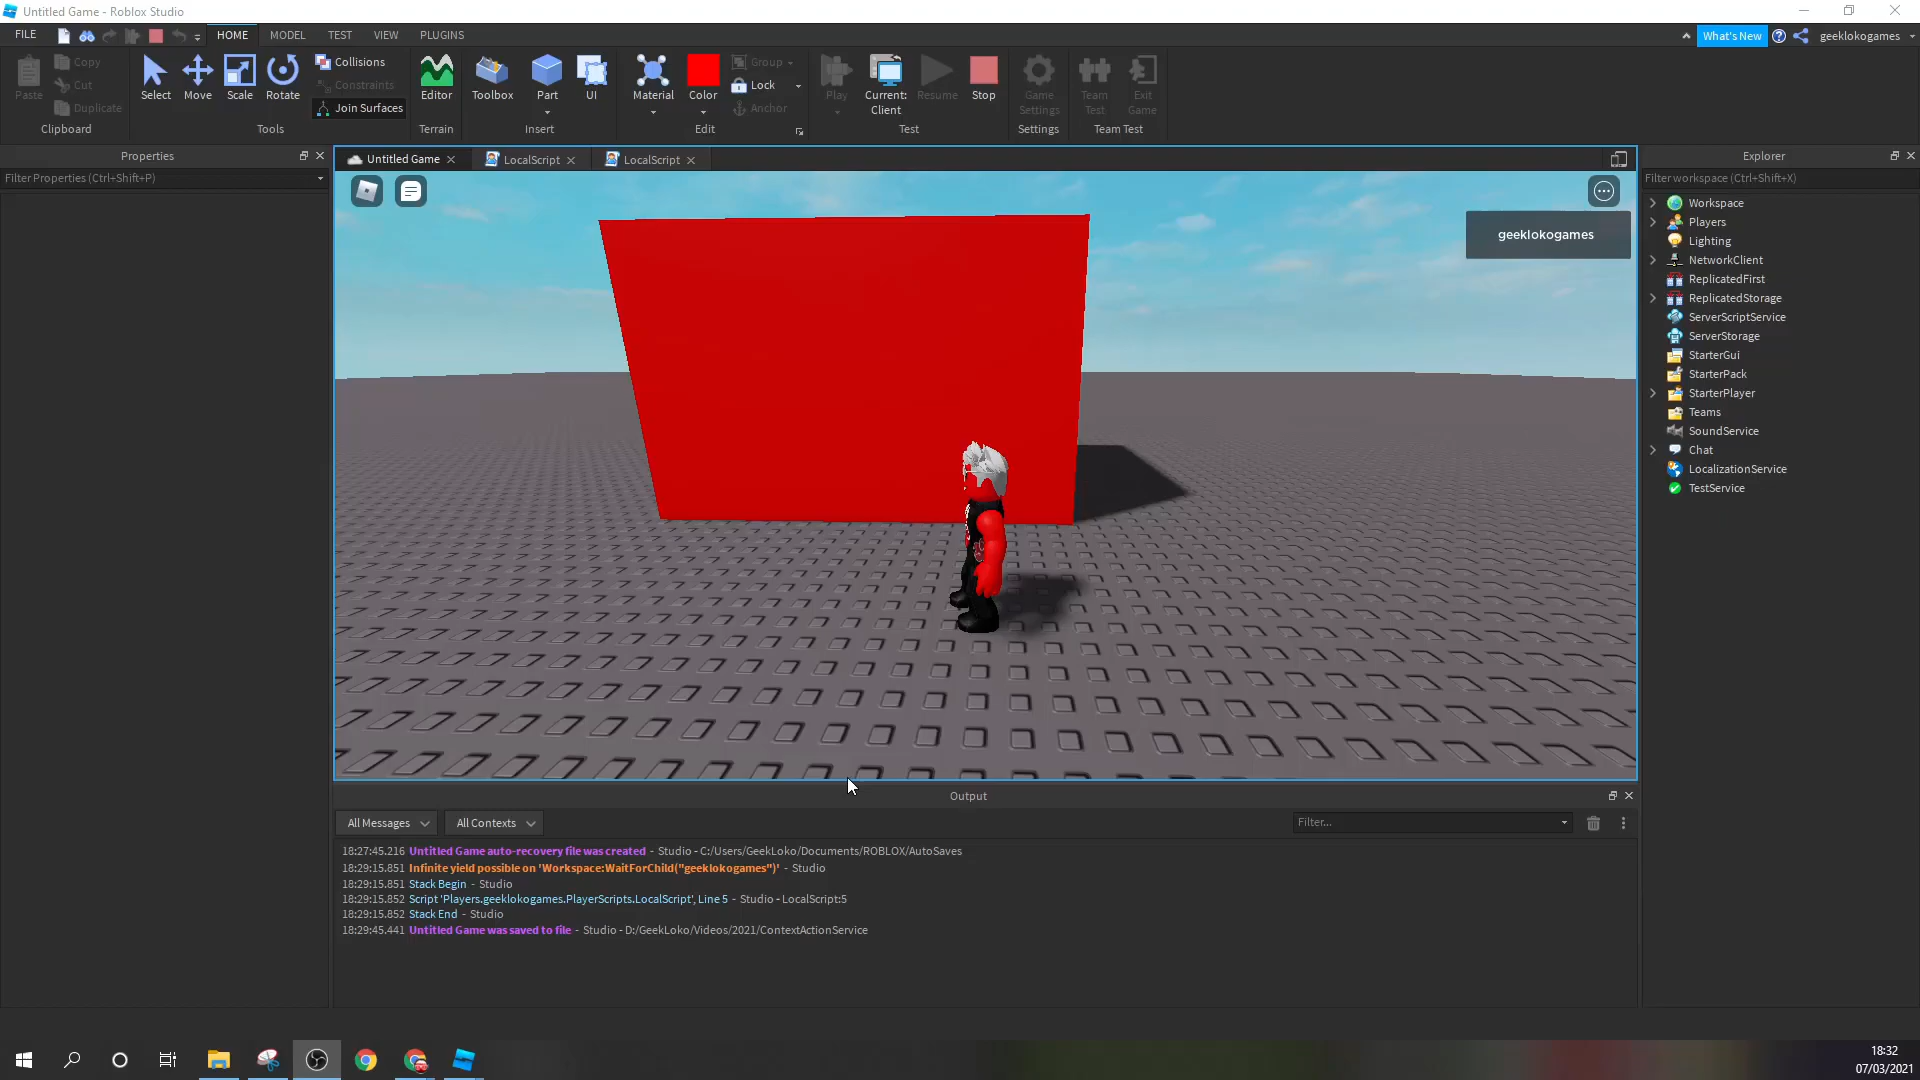 Untitled Game - Roblox Studio
FILE HOME MODEL TEST VIEW PLUGINS What's New geeklokogames
Paste Copy Cut Duplicate Clipboard
Select Move Scale Rotate Collisions Constraints Join Surfaces Tools
Editor Terrain
Toolbox Part UI Insert
Material Color Group Lock Anchor Edit
Play Current: Client Resume Stop Test
Game Settings Settings
Team Test Exit Game Team Test
Properties
Filter Properties (Ctrl+Shift+P)
Untitled Game LocalScript LocalScript
geeklokogames
Explorer
Filter workspace (Ctrl+Shift+X)
Workspace
Players
Lighting
NetworkClient
ReplicatedFirst
ReplicatedStorage
ServerScriptService
ServerStorage
StarterGui
StarterPack
StarterPlayer
Teams
SoundService
Chat
LocalizationService
TestService
Output
All Messages All Contexts Filter...
18:27:45.216 Untitled Game auto-recovery file was created - Studio - C:/Users/GeekLoko/Documents/ROBLOX/AutoSaves
18:29:15.851 Infinite yield possible on 'Workspace:WaitForChild("geeklokogames")' - Studio
18:29:15.851 Stack Begin - Studio
18:29:15.852 Script 'Players.geeklokogames.PlayerScripts.LocalScript', Line 5 - Studio - LocalScript:5
18:29:15.852 Stack End - Studio
18:29:45.441 Untitled Game was saved to file - Studio - D:/GeekLoko/Videos/2021/ContextActionService
18:32
07/03/2021